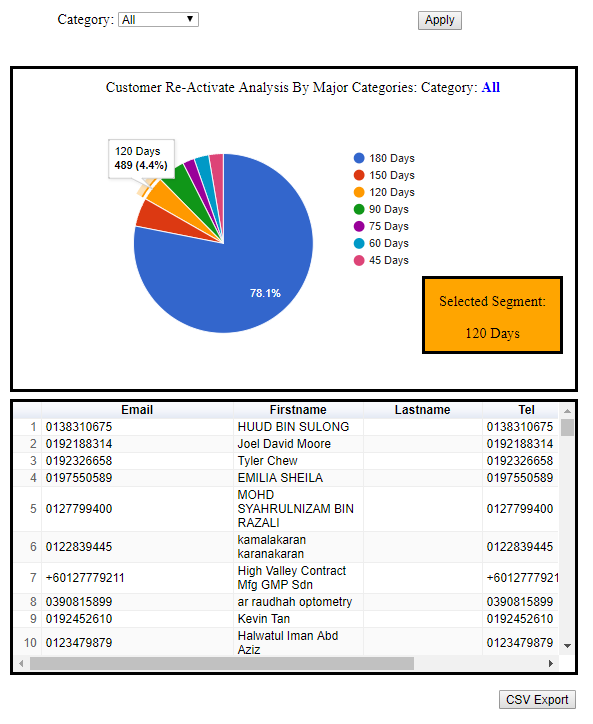 Category: All Apply
Customer Re-Activate Analysis By Major Categories: Category: All
120 Days
489 (4.4%)
78.1%
180 Days
150 Days
120 Days
90 Days
75 Days
60 Days
45 Days
Selected Segment:
120 Days
Email Firstname Lastname Tel
1 0138310675 HUUD BIN SULONG 0138310675
2 0192188314 Joel David Moore 0192188314
3 0192326658 Tyler Chew 0192326658
4 0197550589 EMILIA SHEILA 0197550589
MOHD
5 0127799400 SYAHRULNIZAM BIN 0127799400
RAZALI
6 0122839445 kamalakaran 0122839445
karanakaran
7 +60127779211 High Valley Contract +6012777921
Mfg GMP Sdn
8 0390815899 ar raudhah optometry 0390815899
9 0192452610 Kevin Tan 0192452610
10 0123479879 Halwatul Iman Abd 0123479879
Aziz
CSV Export